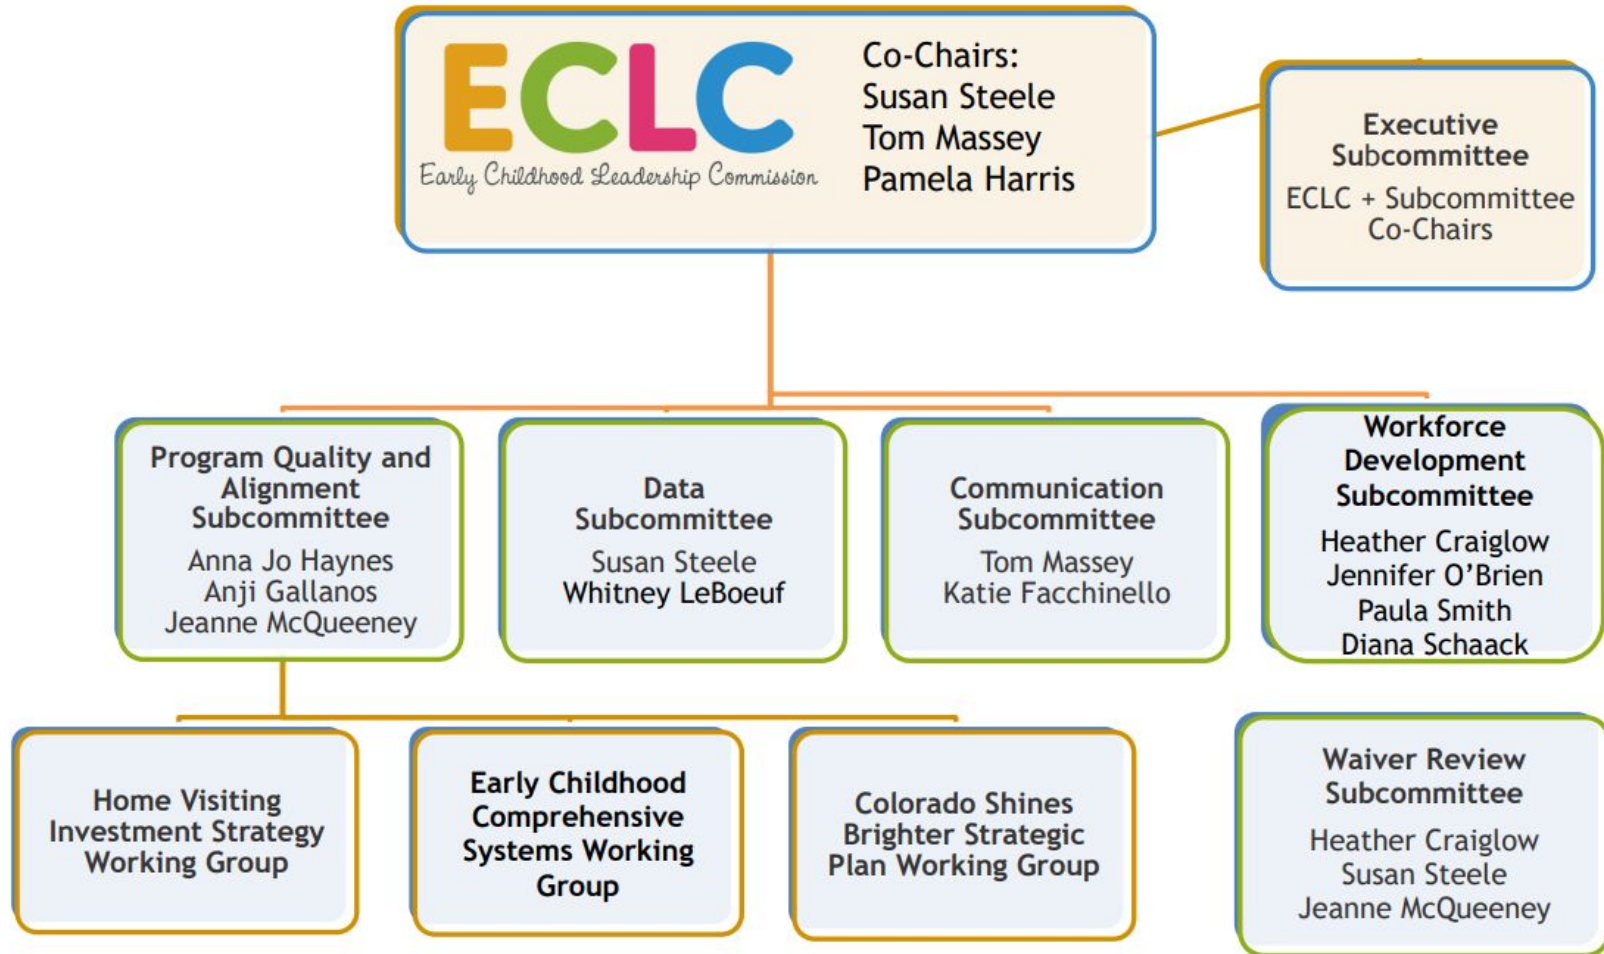 ECLC
Early Childhood Leadership Commission
Co-Chairs:
Susan Steele
Tom Massey
Pamela Harris
Executive
Subcommittee
ECLC + Subcommittee
Co-Chairs
Program Quality and
Alignment
Subcommittee
Anna Jo Haynes
Anji Gallanos
Jeanne McQueeney
Data
Subcommittee
Susan Steele
Whitney LeBoeuf
Communication
Subcommittee
Tom Massey
Katie Facchinello
Workforce
Development
Subcommittee
Heather Craiglow
Jennifer O’Brien
Paula Smith
Diana Schaack
Home Visiting
Investment Strategy
Working Group
Early Childhood
Comprehensive
Systems Working
Group
Colorado Shines
Brighter Strategic
Plan Working Group
Waiver Review
Subcommittee
Heather Craiglow
Susan Steele
Jeanne McQueeney